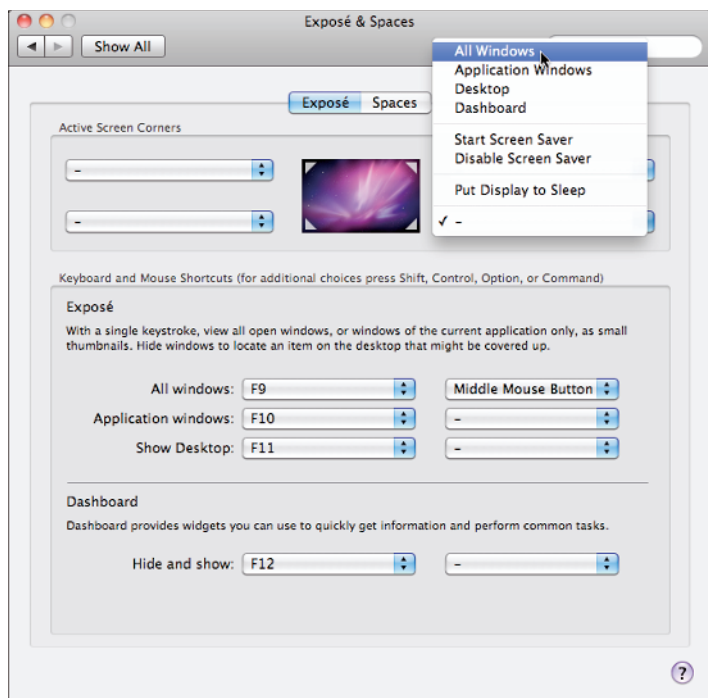 Exposé & Spaces
Show All
All Windows
Application Windows
Desktop
Dashboard
Start Screen Saver
Disable Screen Saver
Put Display to Sleep
✓ –
Exposé
Spaces
Active Screen Corners
–
–
Keyboard and Mouse Shortcuts (for additional choices press Shift, Control, Option, or Command)
Exposé
With a single keystroke, view all open windows, or windows of the current application only, as small
thumbnails. Hide windows to locate an item on the desktop that might be covered up.
All windows: F9 Middle Mouse Button
Application windows: F10 –
Show Desktop: F11 –
Dashboard
Dashboard provides widgets you can use to quickly get information and perform common tasks.
Hide and show: F12 –
?